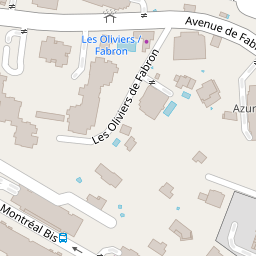 Avenue de Fab
Les Oliviers /
Fabron
Azur
Les Oliviers de Fabron
Montréal Bis